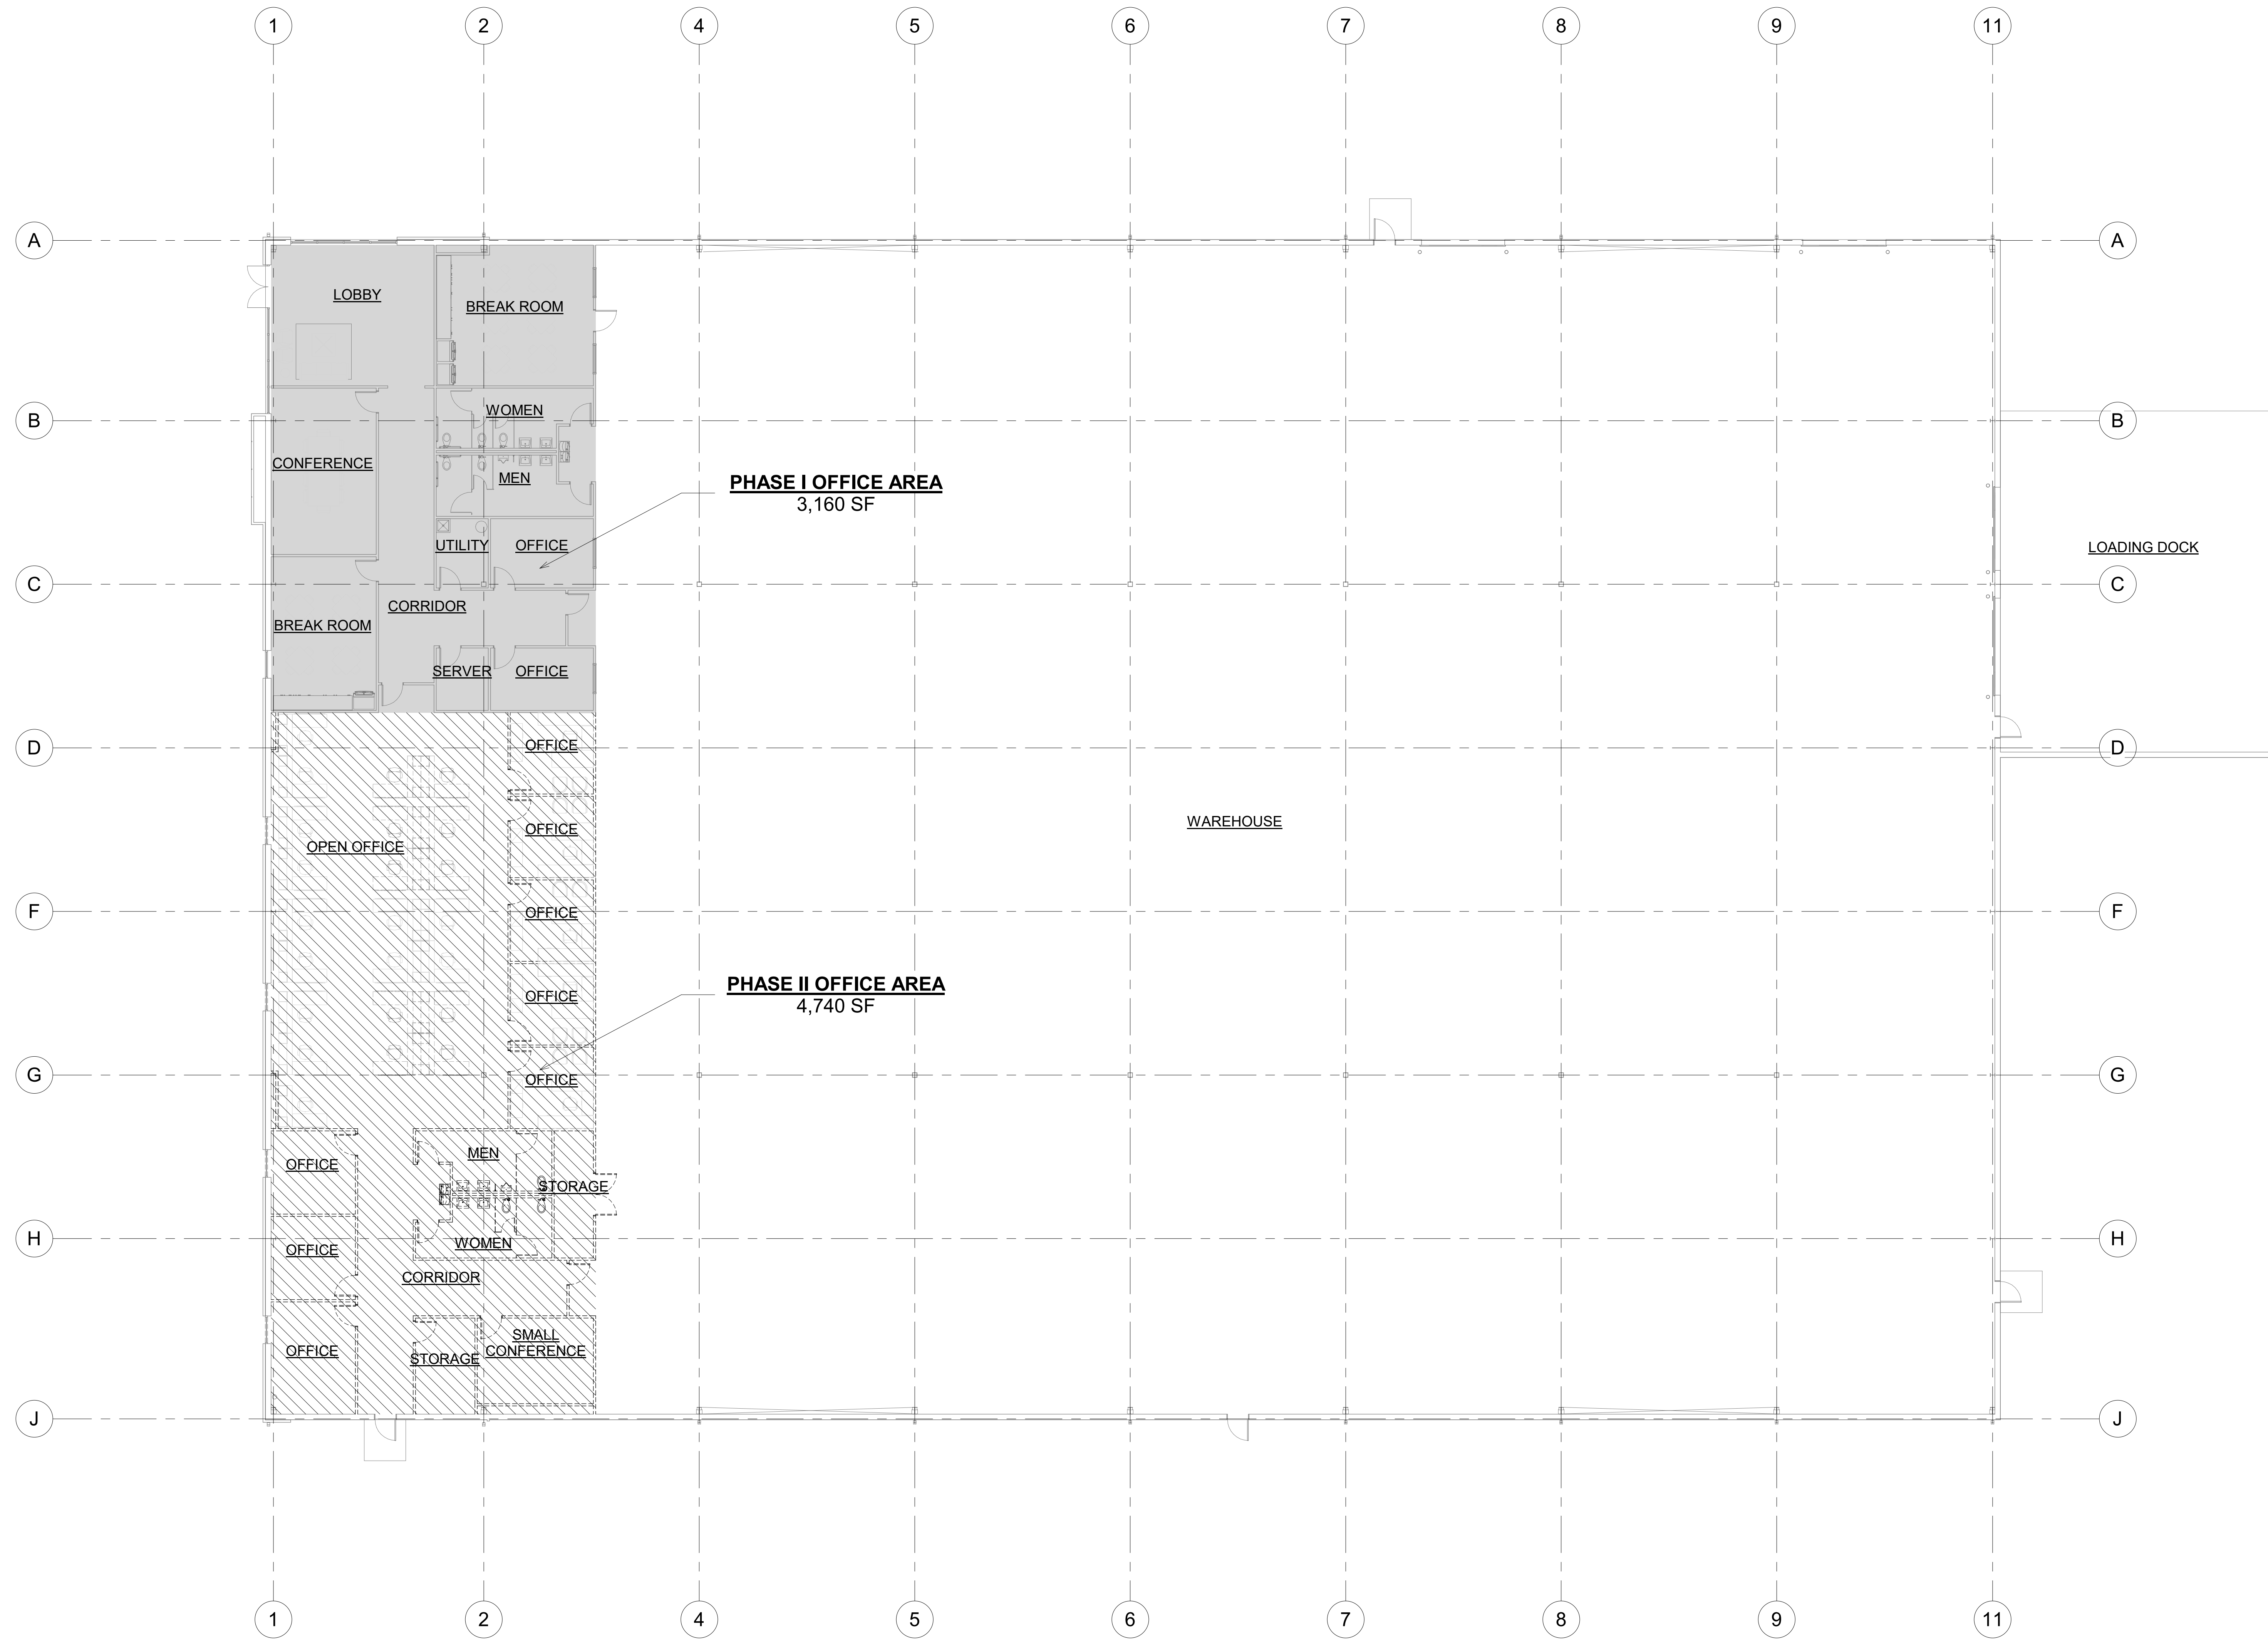 1 2 4 5 6 7 8 9 11
A A
LOBBY
BREAK ROOM
WOMEN
B B
CONFERENCE
MEN
PHASE I OFFICE AREA
3,160 SF
UTILITY OFFICE
LOADING DOCK
C C
CORRIDOR
BREAK ROOM
SERVER OFFICE
OFFICE
D D
WAREHOUSE
OFFICE
OPEN OFFICE
F F
OFFICE
PHASE II OFFICE AREA
4,740 SF
OFFICE
G G
OFFICE
MEN
OFFICE
STORAGE
H H
WOMEN
OFFICE
CORRIDOR
SMALL
CONFERENCE
OFFICE
STORAGE
J J
1 2 4 5 6 7 8 9 11